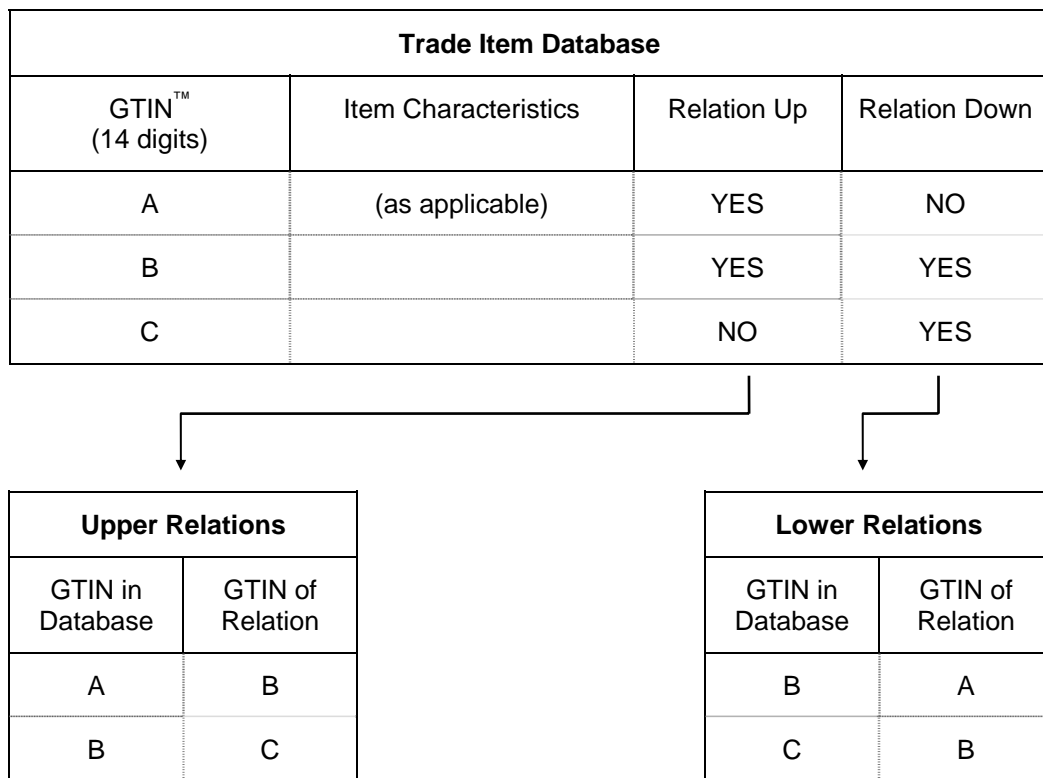 Trade Item Database
GTIN™ Item Characteristics Relation Up Relation Down
(14 digits)
A (as applicable) YES NO
B YES YES
C NO YES
Upper Relations
GTIN in GTIN of
Database Relation
A B
B C
Lower Relations
GTIN in GTIN of
Database Relation
B A
C B